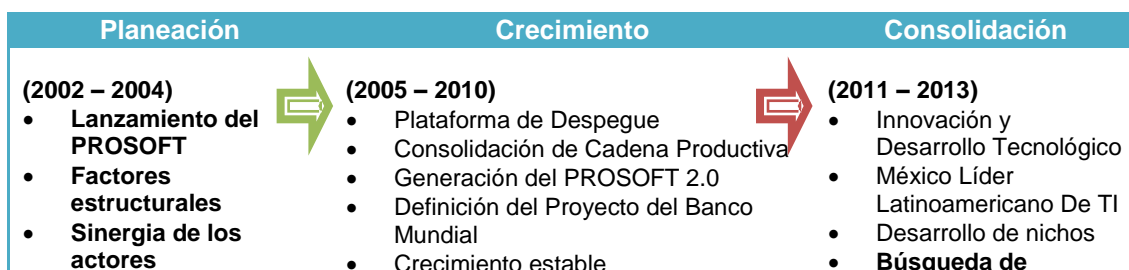 Planeación
Crecimiento
Consolidación
(2002 – 2004)
• Lanzamiento del
PROSOFT
• Factores
estructurales
• Sinergia de los
actores
(2005 – 2010)
• Plataforma de Despegue
• Consolidación de Cadena Productiva
• Generación del PROSOFT 2.0
• Definición del Proyecto del Banco
Mundial
• Crecimiento estable
(2011 – 2013)
• Innovación y
Desarrollo Tecnológico
• México Líder
Latinoamericano De TI
• Desarrollo de nichos
• Búsqueda de